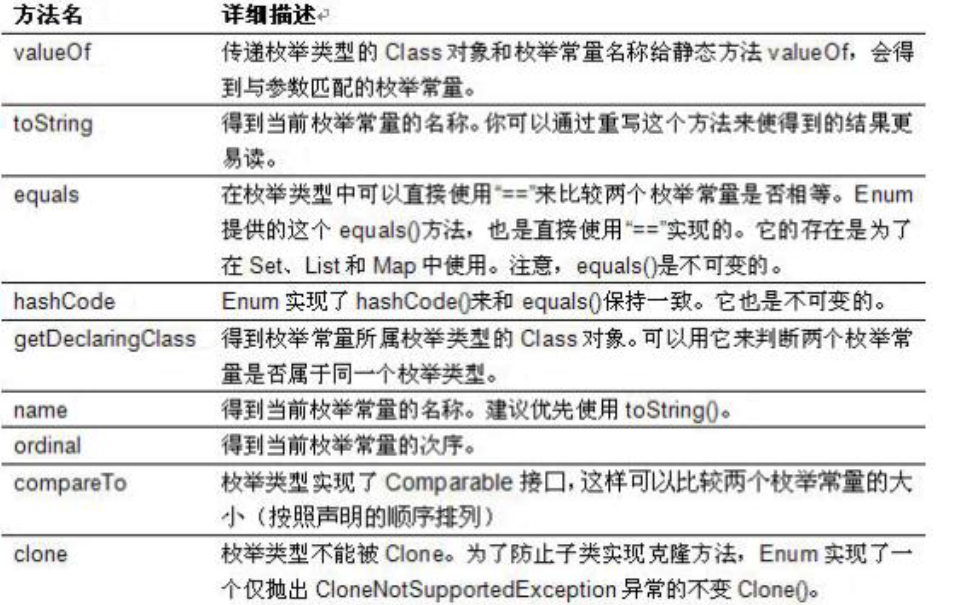 方法名 详细描述
valueOf 传递枚举类型的 Class 对象和枚举常量名称给静态方法 valueOf，会得
到与参数匹配的枚举常量。
toString 得到当前枚举常量的名称。你可以通过重写这个方法来使得到的结果更
易读。
equals 在枚举类型中可以直接使用“==”来比较两个枚举常量是否相等。Enum
提供的这个 equals()方法，也是直接使用“==”实现的。它的存在是为了
在 Set、List 和 Map 中使用。注意，equals()是不可变的。
hashCode Enum 实现了 hashCode()来和 equals()保持一致。它也是不可变的。
getDeclaringClass 得到枚举常量所属枚举类型的 Class 对象。可以用它来判断两个枚举常
量是否属于同一个枚举类型。
name 得到当前枚举常量的名称。建议优先使用 toString()。
ordinal 得到当前枚举常量的次序。
compareTo 枚举类型实现了 Comparable 接口，这样可以比较两个枚举常量的大
小（按照声明的顺序排列）
clone 枚举类型不能被 Clone。为了防止子类实现克隆方法，Enum 实现了一
个仅抛出 CloneNotSupportedException 异常的不变 Clone()。